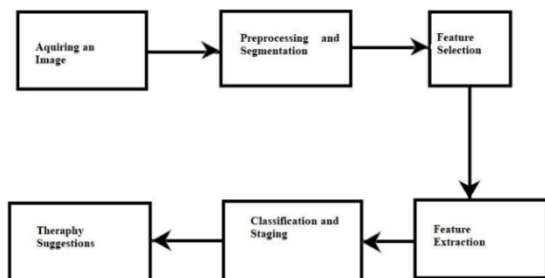 Aquiring an
Image
Preprocessing and
Segmentation
Feature
Selection
Feature
Extraction
Classification and
Staging
Theraphy
Suggestions